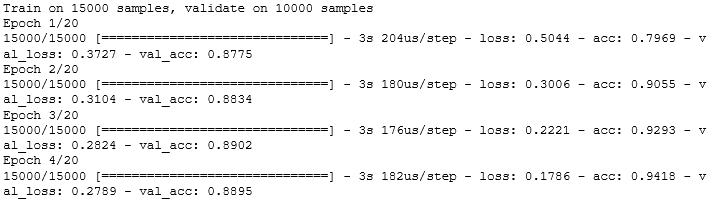 Train on 15000 samples, validate on 10000 samples
Epoch 1/20
15000/15000 [==============================] - 3s 204us/step - loss: 0.5044 - acc: 0.7969 - v
al_loss: 0.3727 - val_acc: 0.8775
Epoch 2/20
15000/15000 [==============================] - 3s 180us/step - loss: 0.3006 - acc: 0.9055 - v
al_loss: 0.3104 - val_acc: 0.8834
Epoch 3/20
15000/15000 [==============================] - 3s 176us/step - loss: 0.2221 - acc: 0.9293 - v
al_loss: 0.2824 - val_acc: 0.8902
Epoch 4/20
15000/15000 [==============================] - 3s 182us/step - loss: 0.1786 - acc: 0.9418 - v
al_loss: 0.2789 - val_acc: 0.8895